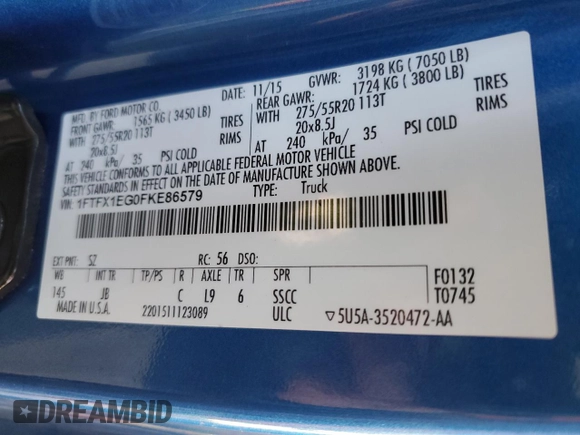 MFD. BY FORD MOTOR CO.
DATE: 11/15 GVWR: 3198 KG ( 7050 LB)
FRONT GAWR: 1565 KG ( 3450 LB)
REAR GAWR: 1724 KG ( 3800 LB)
WITH 275/55R20 113T TIRES
WITH 275/55R20 113T TIRES
20x8.5J RIMS
20x8.5J RIMS
AT 240 kPa/ 35 PSI COLD
AT 240 kPa/ 35 PSI COLD
THIS VEHICLE CONFORMS TO ALL APPLICABLE FEDERAL MOTOR VEHICLE
SAFETY STANDARDS IN EFFECT ON THE DATE OF MANUFACTURE SHOWN ABOVE.
VIN: 1FTFX1EG0FKE86579
TYPE: Truck
EXT PNT: SZ RC: 56 DSO:
WB INT TR TP/PS R AXLE TR SPR F0132
145 JB C L9 6 SSCC T0745
MADE IN U.S.A. 2201511123089 ULC ▽5U5A-3520472-AA
DREAMBID